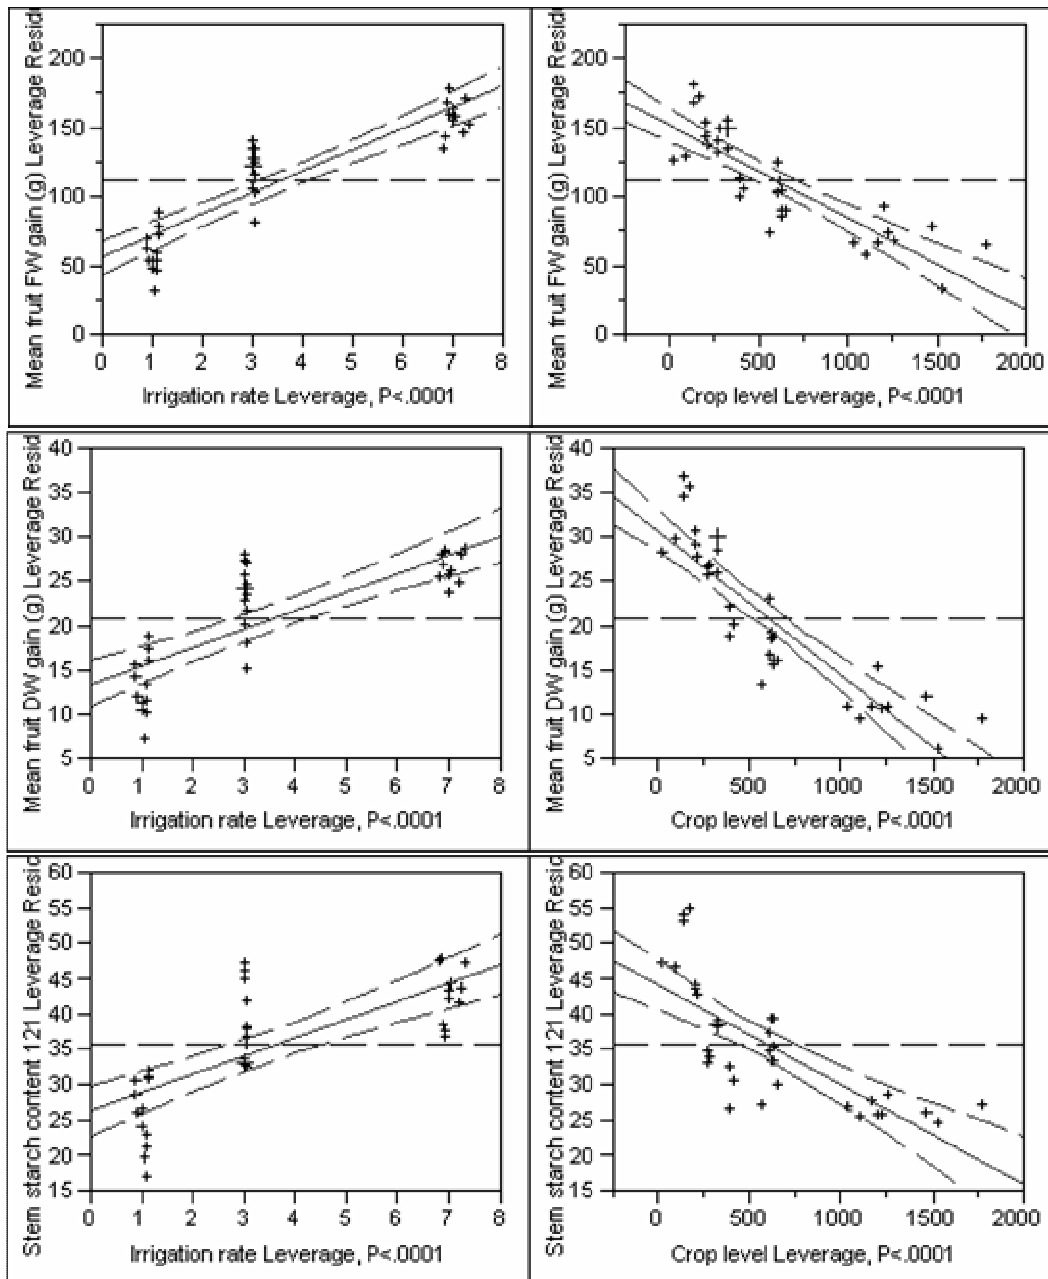 Mean fruit FW gain (g) Leverage Resid
200
150
100
50
0
0 1 2 3 4 5 6 7 8
Irrigation rate Leverage, P<.0001
Mean fruit FW gain (g) Leverage Resid
200
150
100
50
0
0 500 1000 1500 2000
Crop level Leverage, P<.0001
Mean fruit DW gain (g) Leverage Resid
40
35
30
25
20
15
10
5
0 1 2 3 4 5 6 7 8
Irrigation rate Leverage, P<.0001
Mean fruit DW gain (g) Leverage Resid
40
35
30
25
20
15
10
5
0 500 1000 1500 2000
Crop level Leverage, P<.0001
Stem starch content 121 Leverage Resid
60
55
50
45
40
35
30
25
20
15
0 1 2 3 4 5 6 7 8
Irrigation rate Leverage, P<.0001
Stem starch content 121 Leverage Resid
60
55
50
45
40
35
30
25
20
15
0 500 1000 1500 2000
Crop level Leverage, P<.0001